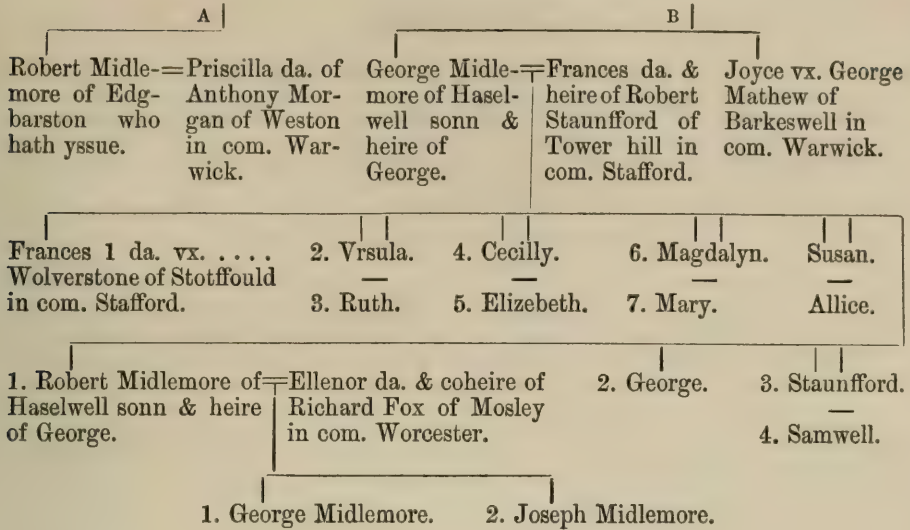 A B
Robert Midle-=Priscilla da. of
more of Edg- Anthony Mor-
barston who gan of Weston
hath yssue. in com. War-
wick.
George Midle-=Frances da. &
more of Hasel- heire of Robert
well sonn & Staunfford of
heire of Tower hill in
George. com. Stafford.
Joyce vx. George
Mathew of
Barkeswell in
com. Warwick.
Frances 1 da. vx. . . . .
Wolverstone of Stotffould
in com. Stafford.
2. Vrsula.
—
3. Ruth.
4. Cecilly.
—
5. Elizebeth.
6. Magdalyn.
—
7. Mary.
Susan.
—
Allice.
1. Robert Midlemore of=Ellenor da. & coheire of
Haselwell sonn & heire Richard Fox of Mosley
of George. in com. Worcester.
2. George.
3. Staunfford.
—
4. Samwell.
1. George Midlemore. 2. Joseph Midlemore.